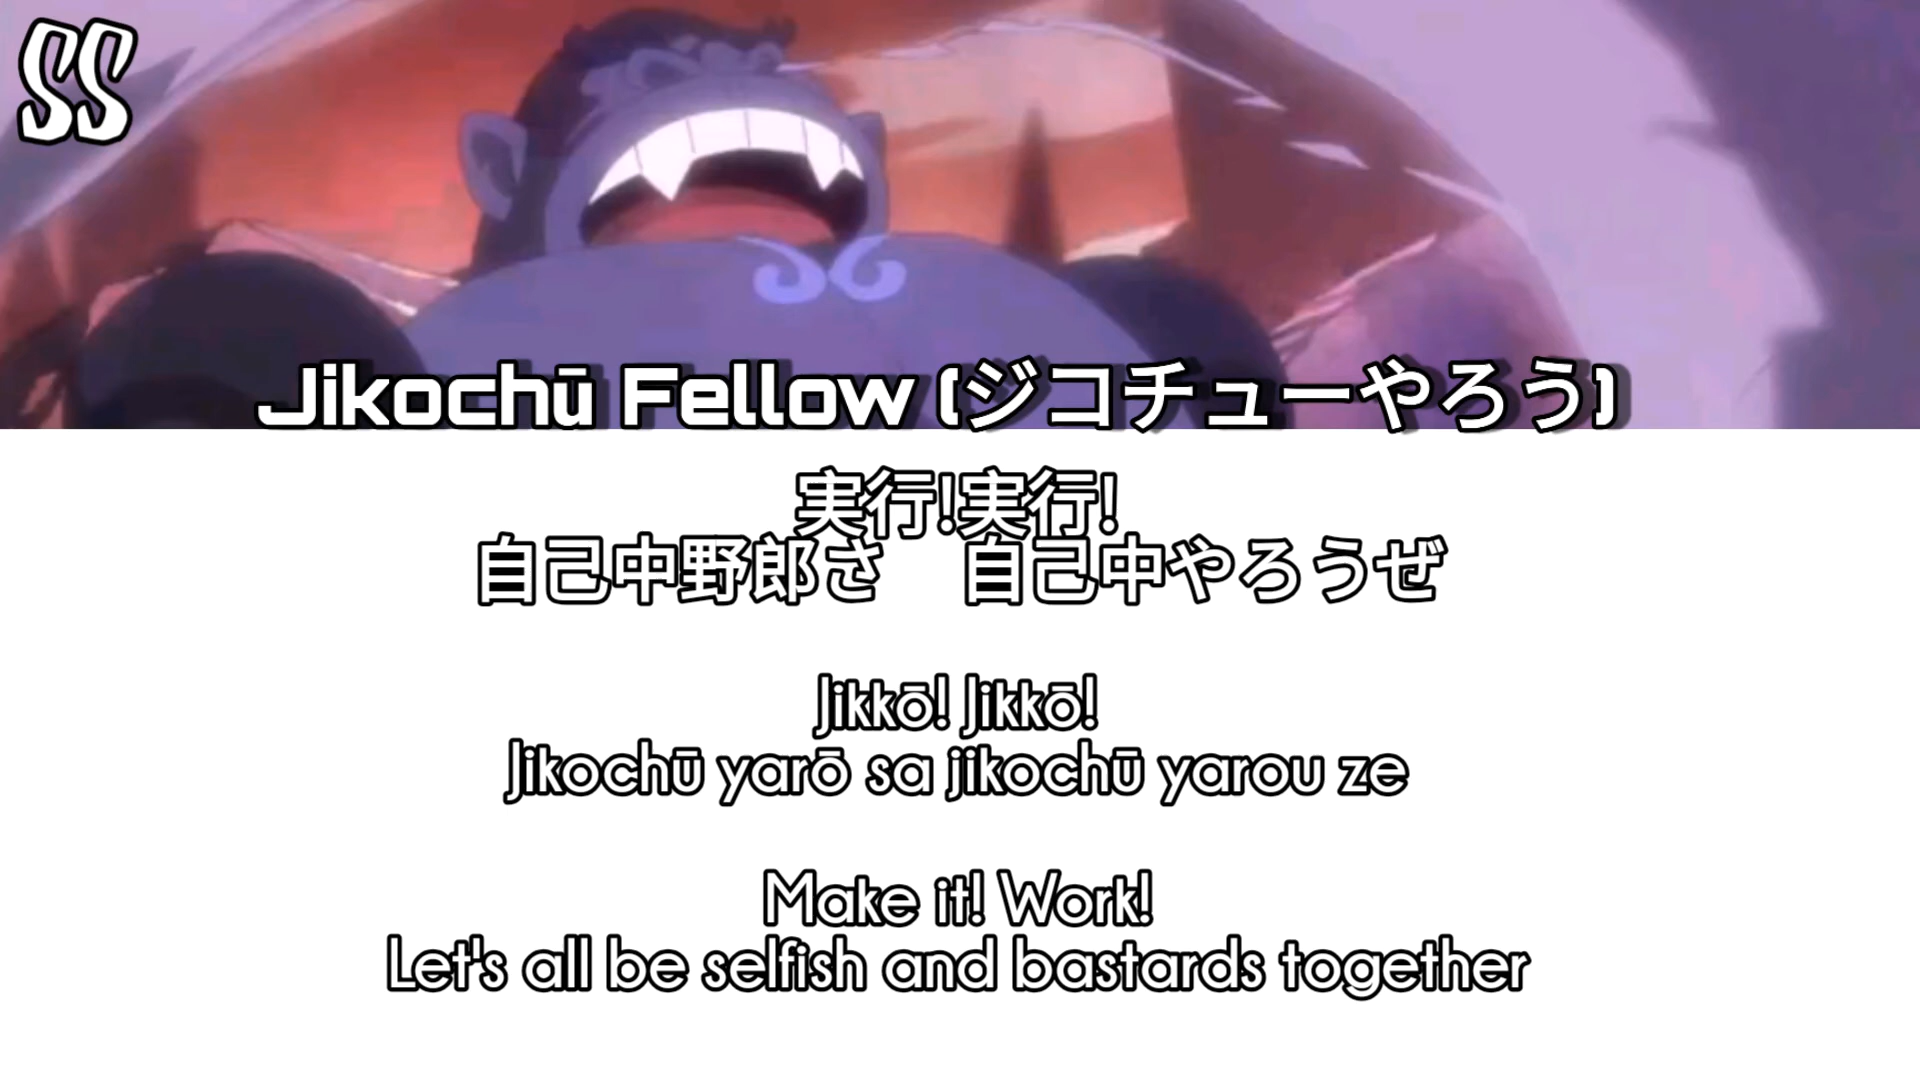 SS
Jikochū Fellow (ジコチューやろう)
実行!実行!
自己中野郎さ　自己中やろうぜ
Jikkō! Jikkō!
Jikochū yarō sa jikochū yarou ze
Make it! Work!
Let's all be selfish and bastards together